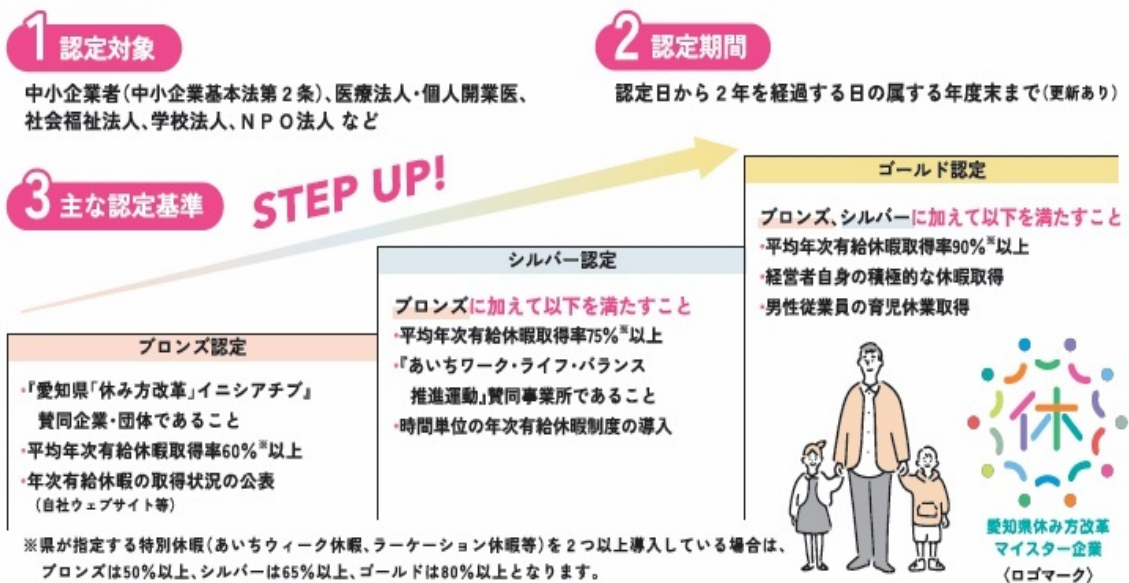 1 認定対象
中小企業者(中小企業基本法第2条)、医療法人・個人開業医、
社会福祉法人、学校法人、NPO法人 など
2 認定期間
認定日から2年を経過する日の属する年度末まで(更新あり)
3 主な認定基準
STEP UP!
ブロンズ認定
・『愛知県「休み方改革」イニシアチブ』
賛同企業・団体であること
・平均年次有給休暇取得率60%※以上
・年次有給休暇の取得状況の公表
(自社ウェブサイト等)
シルバー認定
ブロンズに加えて以下を満たすこと
・平均年次有給休暇取得率75%※以上
・『あいちワーク・ライフ・バランス
推進運動』賛同事業所であること
・時間単位の年次有給休暇制度の導入
ゴールド認定
ブロンズ、シルバーに加えて以下を満たすこと
・平均年次有給休暇取得率90%※以上
・経営者自身の積極的な休暇取得
・男性従業員の育児休業取得
休
愛知県休み方改革
マイスター企業
〈ロゴマーク〉
※県が指定する特別休暇(あいちウィーク休暇、ラーケーション休暇等)を2つ以上導入している場合は、
ブロンズは50%以上、シルバーは65%以上、ゴールドは80%以上となります。